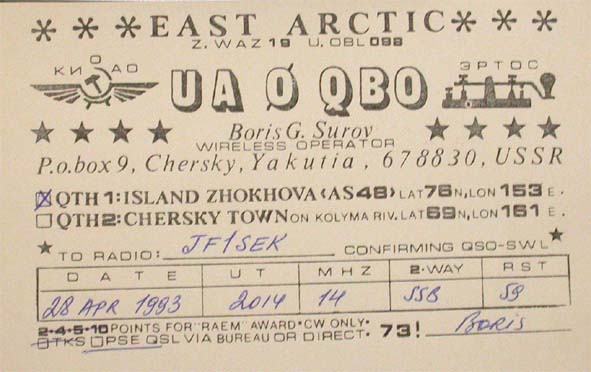 * * * EAST ARCTIC * * *
Z. WAZ 19 U. OBL 098
КИОАО
ЭРТОС
UA Ø QBO
Boris G. Surov
WIRELESS OPERATOR
P.o.box 9, Chersky, Yakutia, 678830, USSR
QTH 1: ISLAND ZHOKHOVA (AS 48) LAT 76 N, LON 153 E.
QTH 2: CHERSKY TOWN ON KOLYMA RIV. LAT 69 N, LON 161 E.
TO RADIO: JF1SEK CONFIRMING QSO-SWL
DATE UT MHZ 2-WAY RST
28 APR 1993 2014 14 SSB 59
2-4-5-10 POINTS FOR "RAEM" AWARD • CW ONLY •
TKS PSE QSL VIA BUREAU OR DIRECT. 73! BORIS